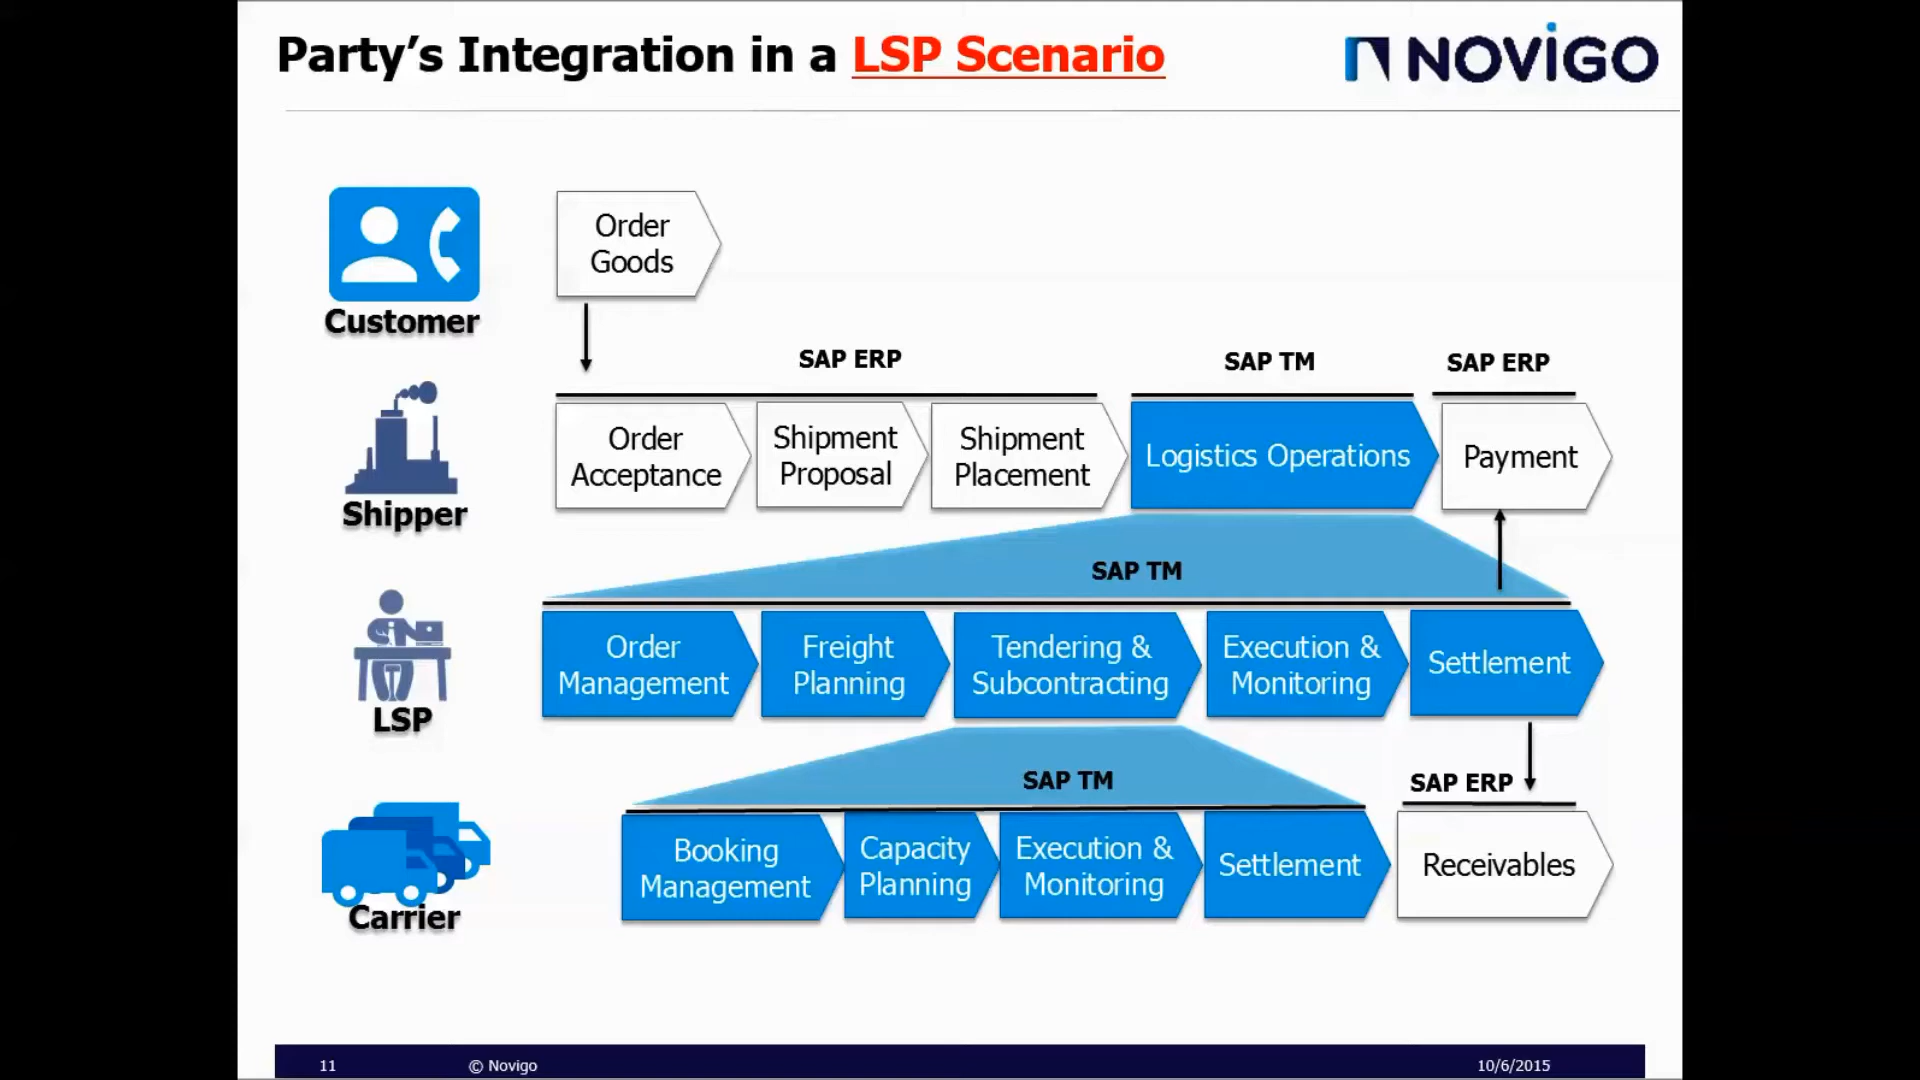 Party’s Integration in a LSP Scenario
NOVIGO
Order
Goods
Customer
SAP ERP
SAP TM
SAP ERP
Order
Acceptance
Shipment
Proposal
Shipment
Placement
Logistics Operations
Payment
Shipper
SAP TM
Order
Management
Freight
Planning
Tendering &
Subcontracting
Execution &
Monitoring
Settlement
LSP
SAP TM
SAP ERP
Booking
Management
Capacity
Planning
Execution &
Monitoring
Settlement
Receivables
Carrier
11
© Novigo
10/6/2015